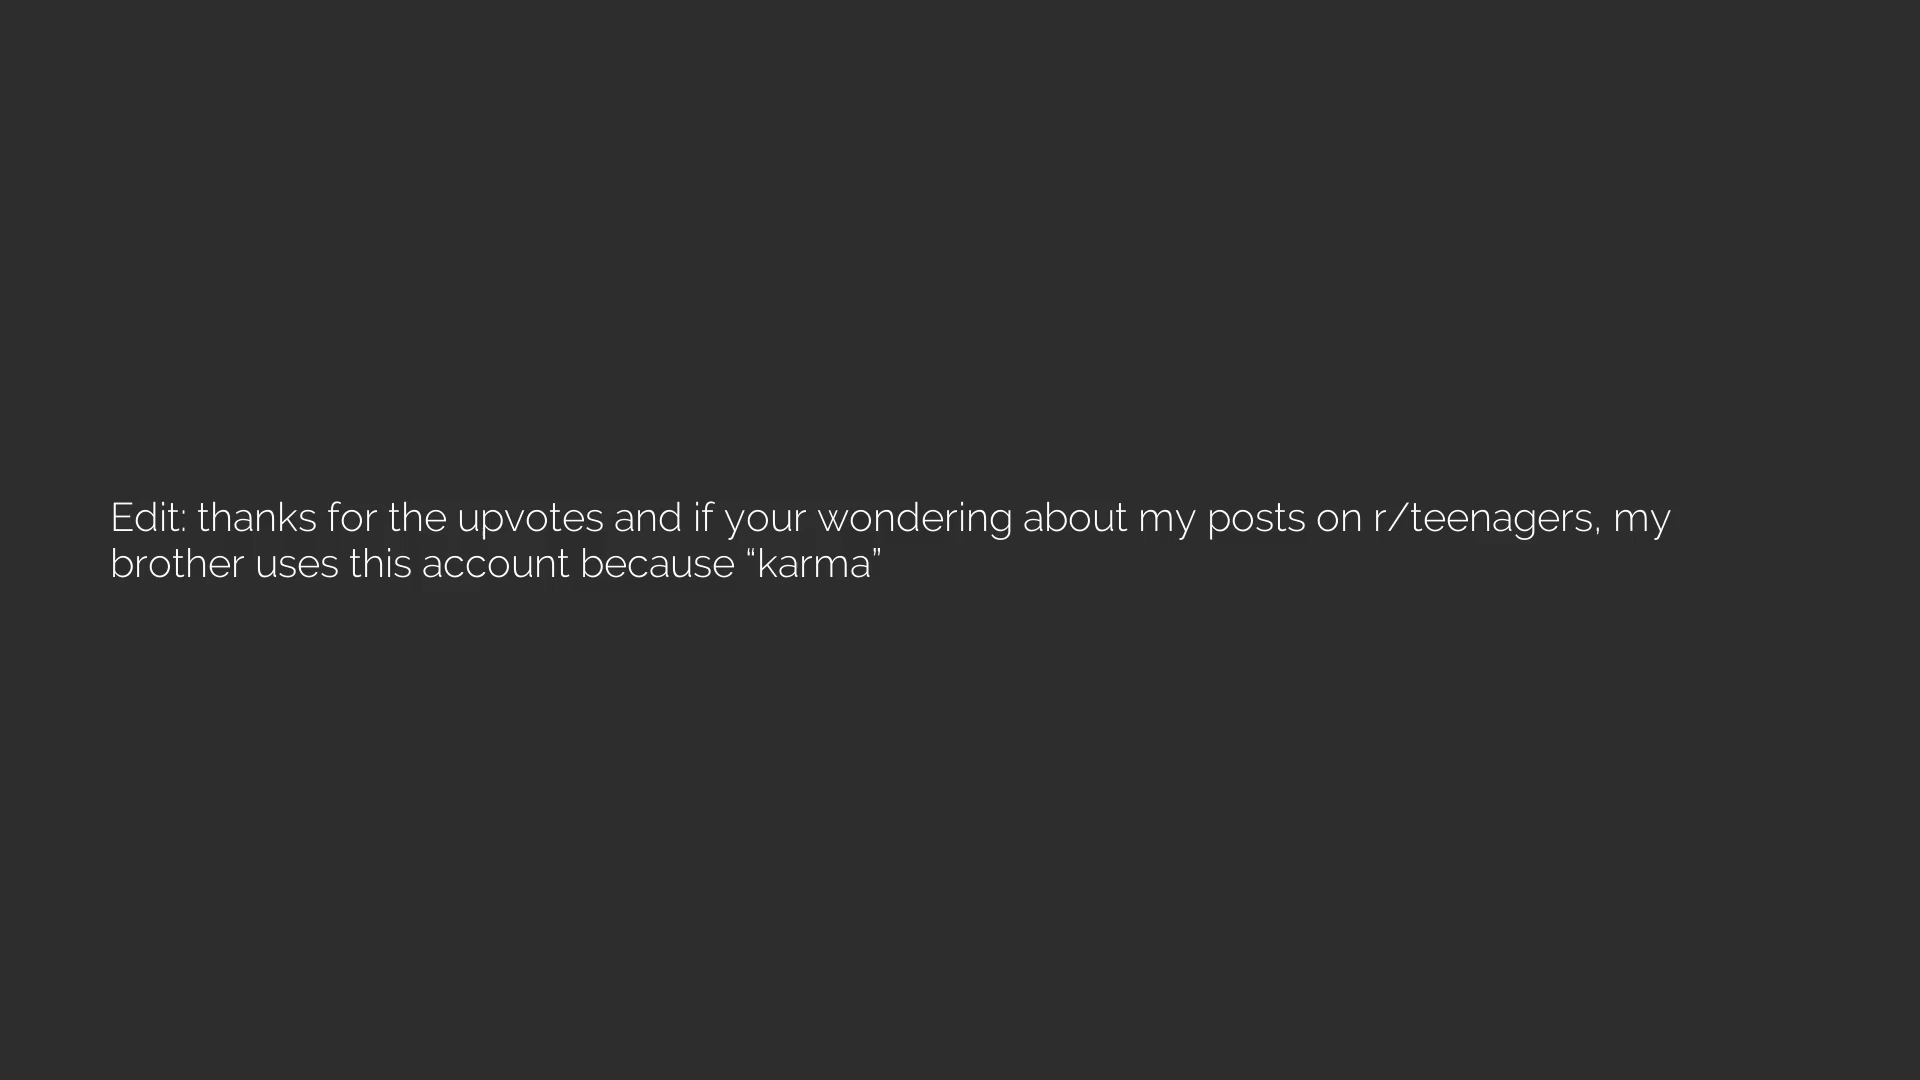 Edit: thanks for the upvotes and if your wondering about my posts on r/teenagers, my
brother uses this account because “karma”